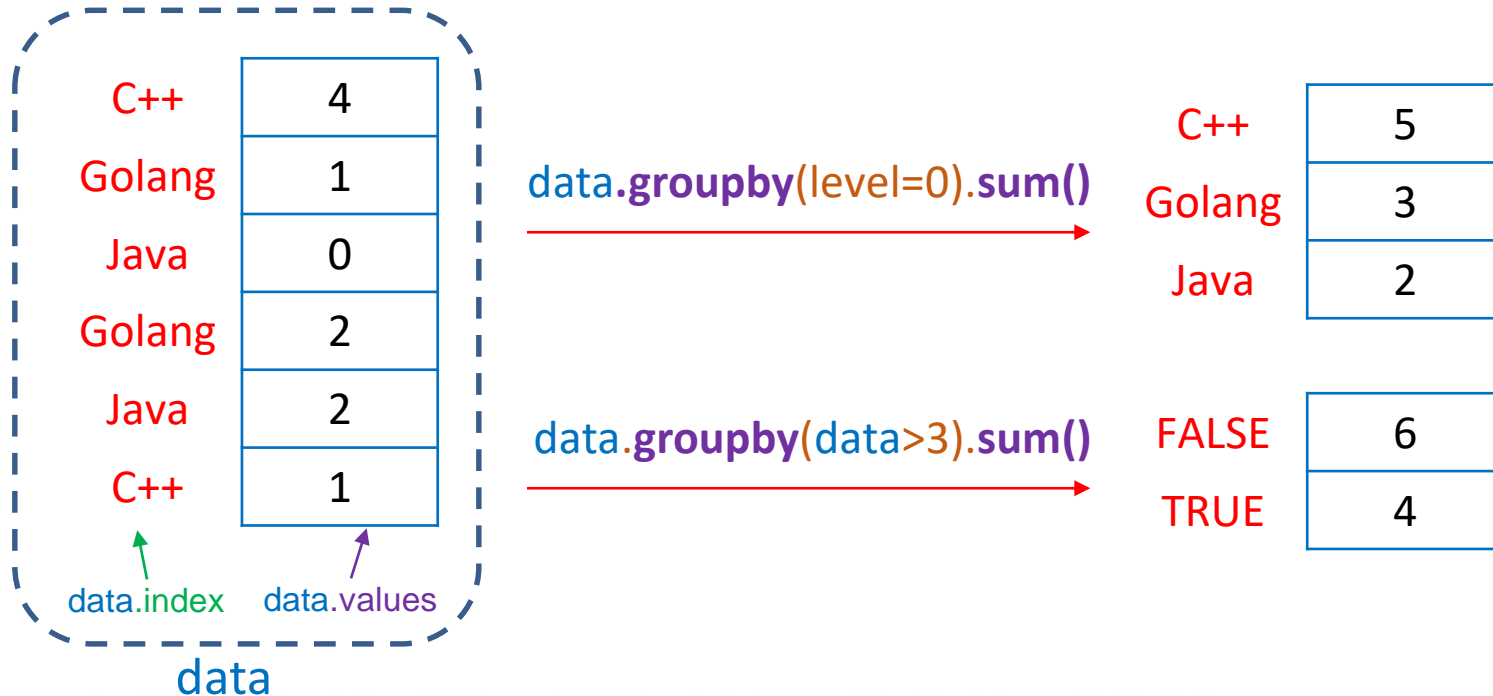 C++ 4
Golang 1
Java 0
Golang 2
Java 2
C++ 1
data.index data.values
data
data.groupby(level=0).sum()
C++ 5
Golang 3
Java 2
data.groupby(data>3).sum()
FALSE 6
TRUE 4